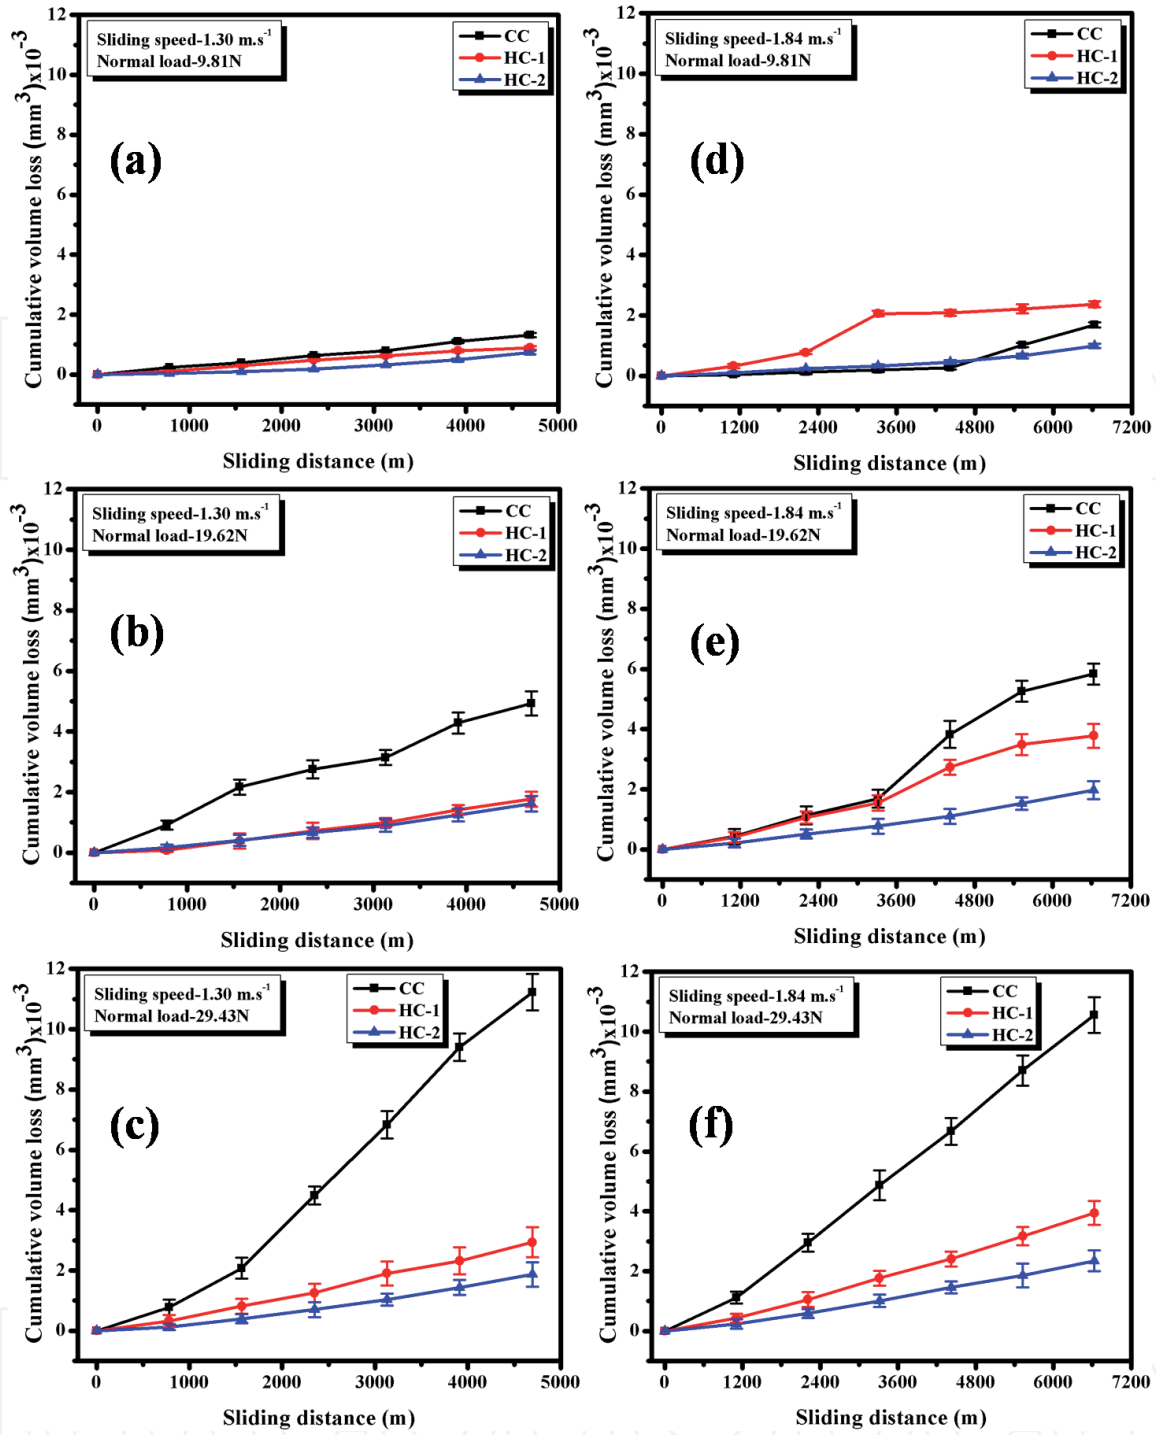 Sliding speed-1.30 m.s⁻¹
Normal load-9.81N
CC
HC-1
HC-2
(a)
Cumulative volume loss (mm³)x10⁻³
12
10
8
6
4
2
0
0 1000 2000 3000 4000 5000
Sliding distance (m)
Sliding speed-1.84 m.s⁻¹
Normal load-9.81N
CC
HC-1
HC-2
(d)
Cumulative volume loss (mm³)x10⁻³
12
10
8
6
4
2
0
0 1200 2400 3600 4800 6000 7200
Sliding distance (m)
Sliding speed-1.30 m.s⁻¹
Normal load-19.62N
CC
HC-1
HC-2
(b)
Cumulative volume loss (mm³)x10⁻³
12
10
8
6
4
2
0
0 1000 2000 3000 4000 5000
Sliding distance (m)
Sliding speed-1.84 m.s⁻¹
Normal load-19.62N
CC
HC-1
HC-2
(e)
Cumulative volume loss (mm³)x10⁻³
12
10
8
6
4
2
0
0 1200 2400 3600 4800 6000 7200
Sliding distance (m)
Sliding speed-1.30 m.s⁻¹
Normal load-29.43N
CC
HC-1
HC-2
(c)
Cumulative volume loss (mm³)x10⁻³
12
10
8
6
4
2
0
0 1000 2000 3000 4000 5000
Sliding distance (m)
Sliding speed-1.84 m.s⁻¹
Normal load-29.43N
CC
HC-1
HC-2
(f)
Cumulative volume loss (mm³)x10⁻³
12
10
8
6
4
2
0
0 1200 2400 3600 4800 6000 7200
Sliding distance (m)